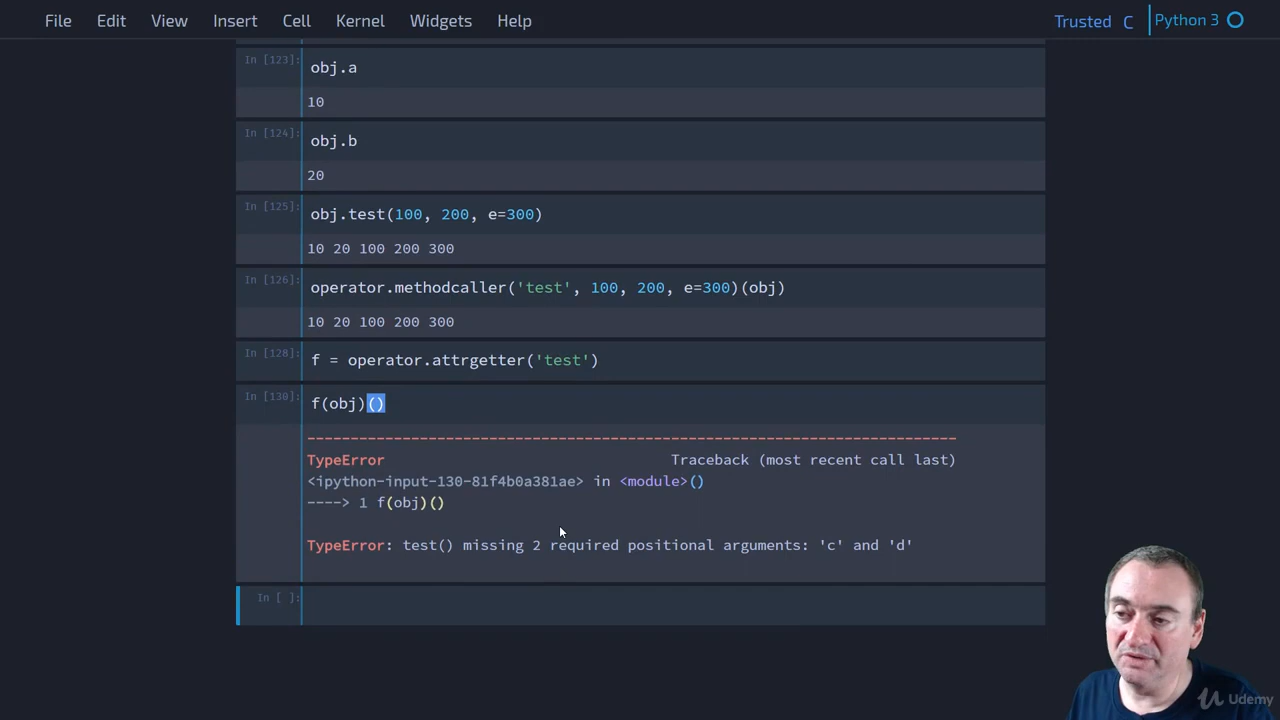 File Edit View Insert Cell Kernel Widgets Help Trusted C Python 3
In [123]: obj.a
10
In [124]: obj.b
20
In [125]: obj.test(100, 200, e=300)
10 20 100 200 300
In [126]: operator.methodcaller('test', 100, 200, e=300)(obj)
10 20 100 200 300
In [128]: f = operator.attrgetter('test')
In [130]: f(obj)()
---------------------------------------------------------------------------
TypeError Traceback (most recent call last)
<ipython-input-130-81f4b0a381ae> in <module>()
----> 1 f(obj)()
TypeError: test() missing 2 required positional arguments: 'c' and 'd'
In [ ]:
Udemy